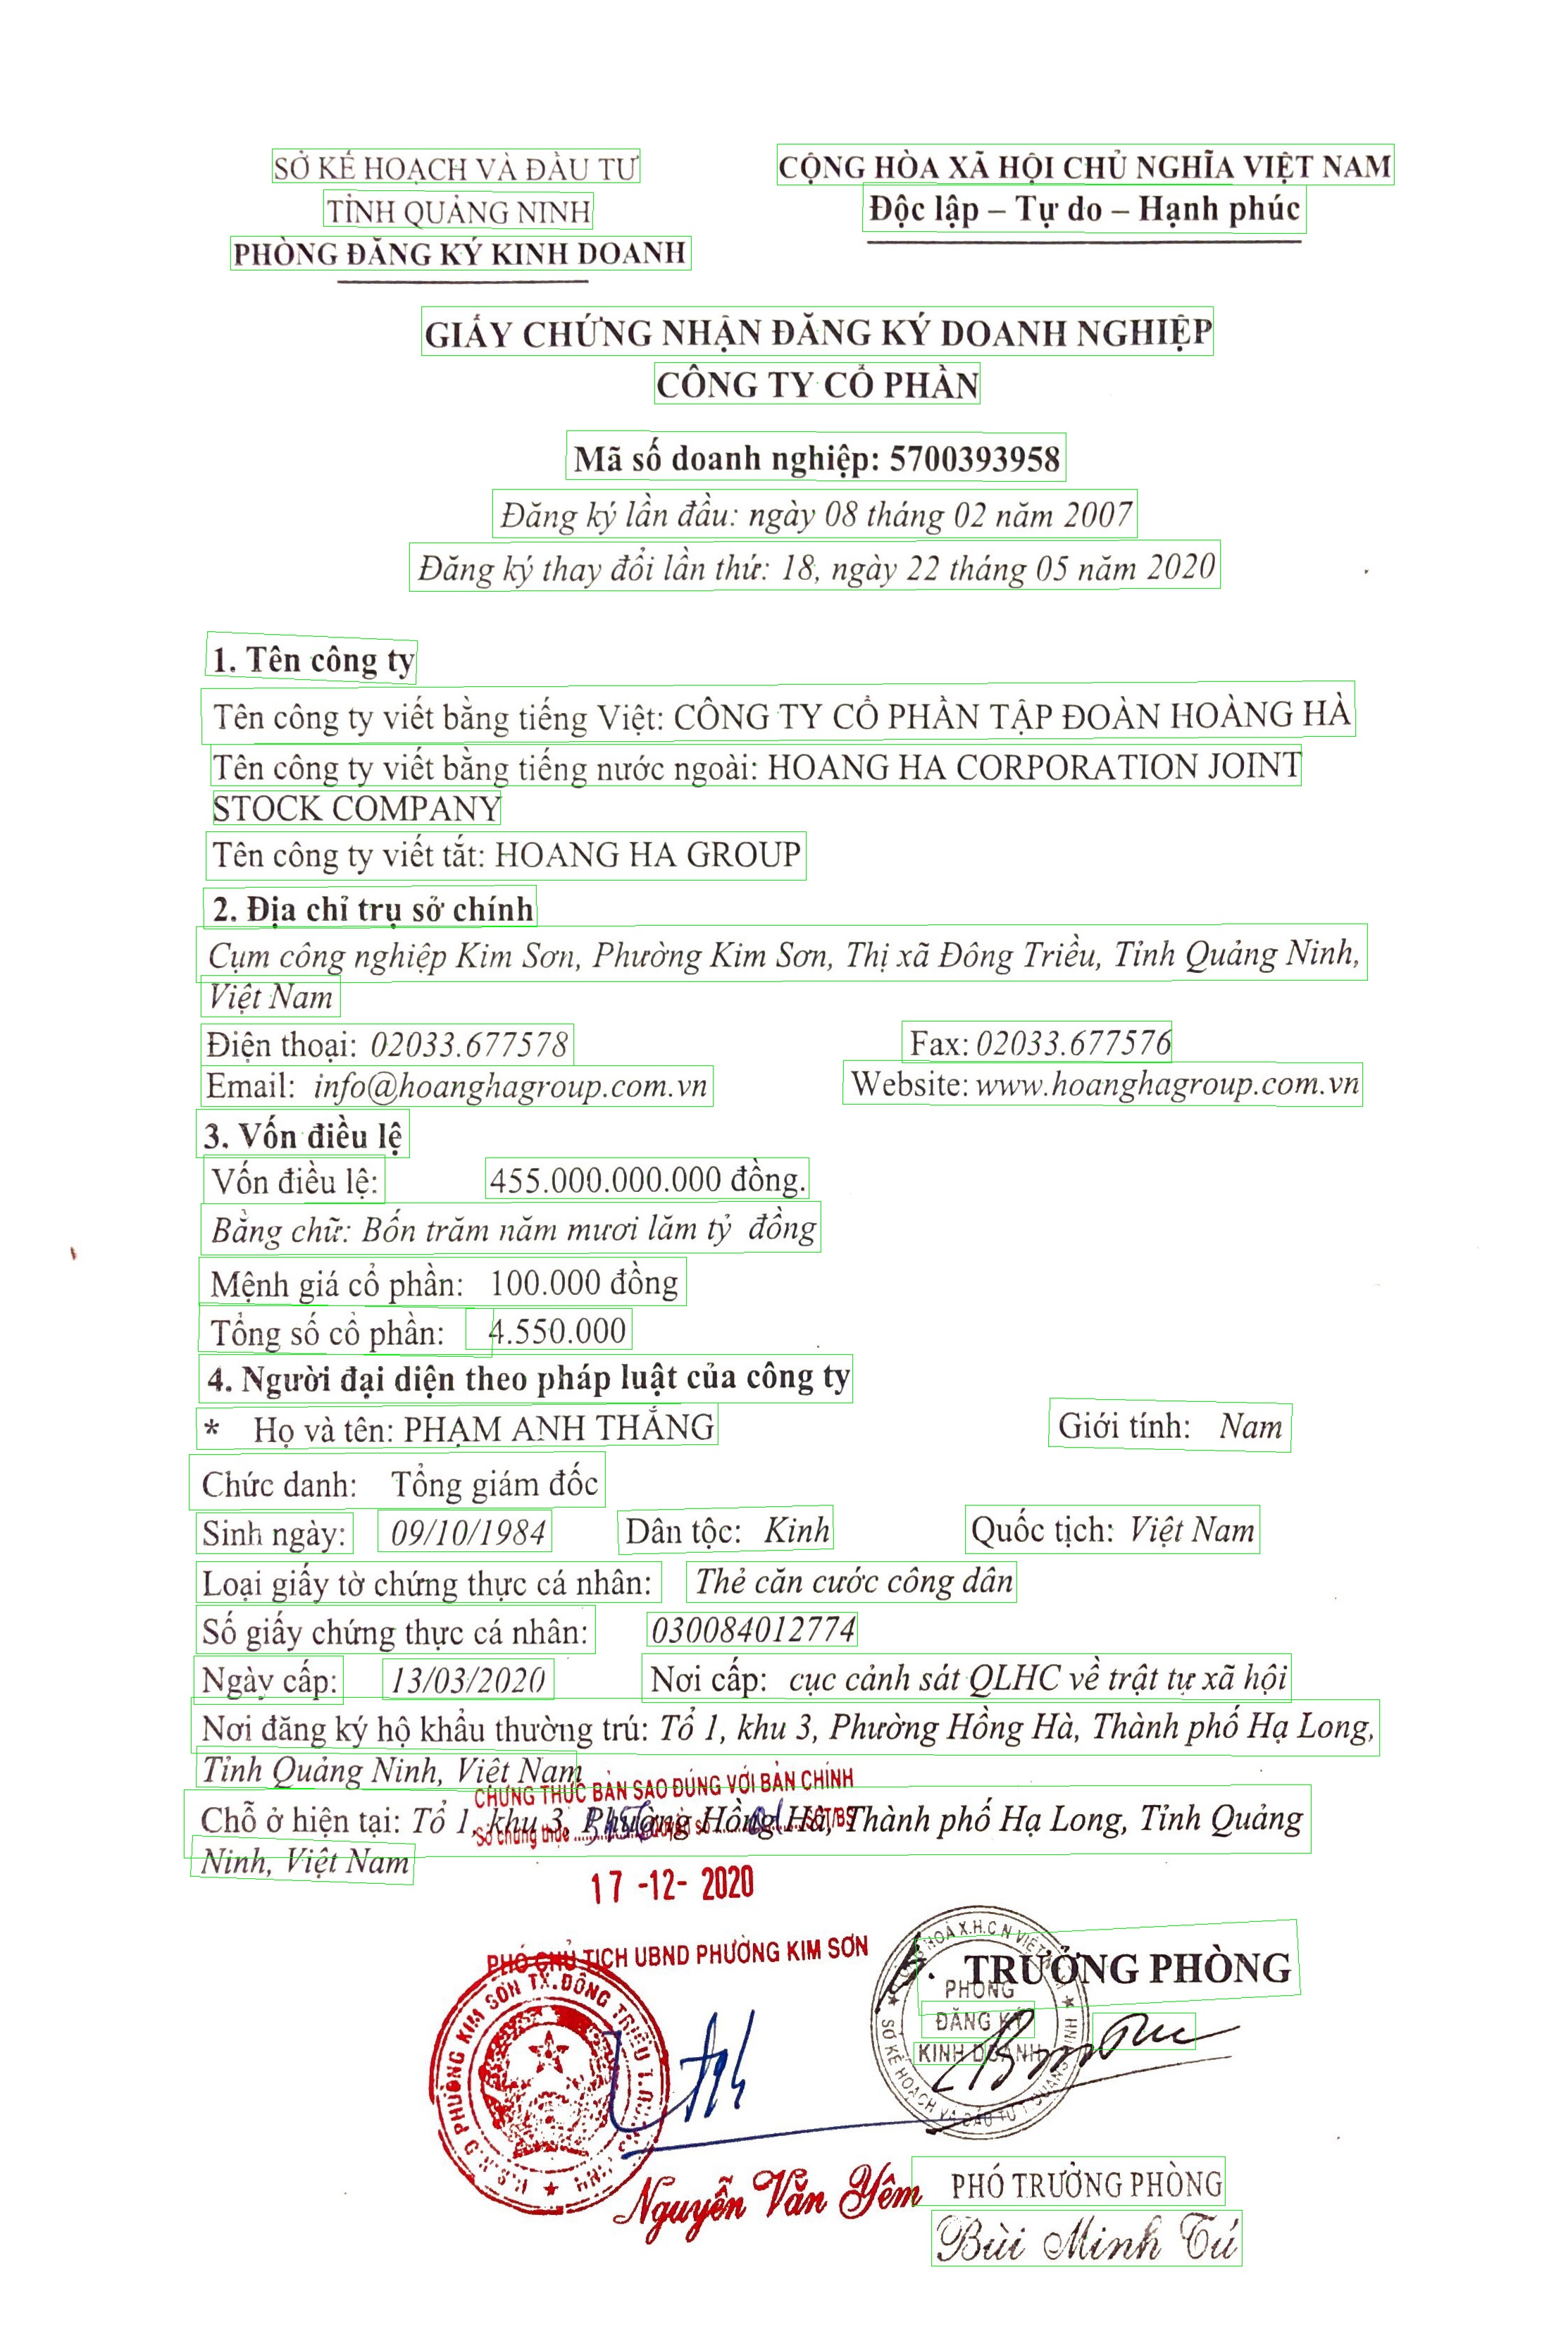 SỞ KẾ HOẠCH VÀ ĐẦU TƯ
TỈNH QUẢNG NINH
PHÒNG ĐĂNG KÝ KINH DOANH
CỘNG HÒA XÃ HỘI CHỦ NGHĨA VIỆT NAM
Độc lập – Tự do – Hạnh phúc
GIẤY CHỨNG NHẬN ĐĂNG KÝ DOANH NGHIỆP
CÔNG TY CỔ PHẦN
Mã số doanh nghiệp: 5700393958
Đăng ký lần đầu: ngày 08 tháng 02 năm 2007
Đăng ký thay đổi lần thứ: 18, ngày 22 tháng 05 năm 2020
1. Tên công ty
Tên công ty viết bằng tiếng Việt: CÔNG TY CỔ PHẦN TẬP ĐOÀN HOÀNG HÀ
Tên công ty viết bằng tiếng nước ngoài: HOANG HA CORPORATION JOINT
STOCK COMPANY
Tên công ty viết tắt: HOANG HA GROUP
2. Địa chỉ trụ sở chính
Cụm công nghiệp Kim Sơn, Phường Kim Sơn, Thị xã Đông Triều, Tỉnh Quảng Ninh,
Việt Nam
Điện thoại: 02033.677578 Fax: 02033.677576
Email: info@hoanghagroup.com.vn Website: www.hoanghagroup.com.vn
3. Vốn điều lệ
Vốn điều lệ: 455.000.000.000 đồng.
Bằng chữ: Bốn trăm năm mươi lăm tỷ đồng
Mệnh giá cổ phần: 100.000 đồng
Tổng số cổ phần: 4.550.000
4. Người đại diện theo pháp luật của công ty
* Họ và tên: PHẠM ANH THẮNG Giới tính: Nam
Chức danh: Tổng giám đốc
Sinh ngày: 09/10/1984 Dân tộc: Kinh Quốc tịch: Việt Nam
Loại giấy tờ chứng thực cá nhân: Thẻ căn cước công dân
Số giấy chứng thực cá nhân: 030084012774
Ngày cấp: 13/03/2020 Nơi cấp: cục cảnh sát QLHC về trật tự xã hội
Nơi đăng ký hộ khẩu thường trú: Tổ 1, khu 3, Phường Hồng Hà, Thành phố Hạ Long,
Tỉnh Quảng Ninh, Việt Nam
CHỨNG THỰC BẢN SAO ĐÚNG VỚI BẢN CHÍNH
Chỗ ở hiện tại: Tổ 1, khu 3, Phường Hồng Hà, Thành phố Hạ Long, Tỉnh Quảng
Số chứng thực SCT/BS
Ninh, Việt Nam
17 -12- 2020
PHÓ CHỦ TỊCH UBND PHƯỜNG KIM SƠN
TRƯỞNG PHÒNG
PHÒNG
ĐĂNG KÝ
KINH DOANH
PHÓ TRƯỞNG PHÒNG
Nguyễn Văn Yêm
Bùi Minh Tú